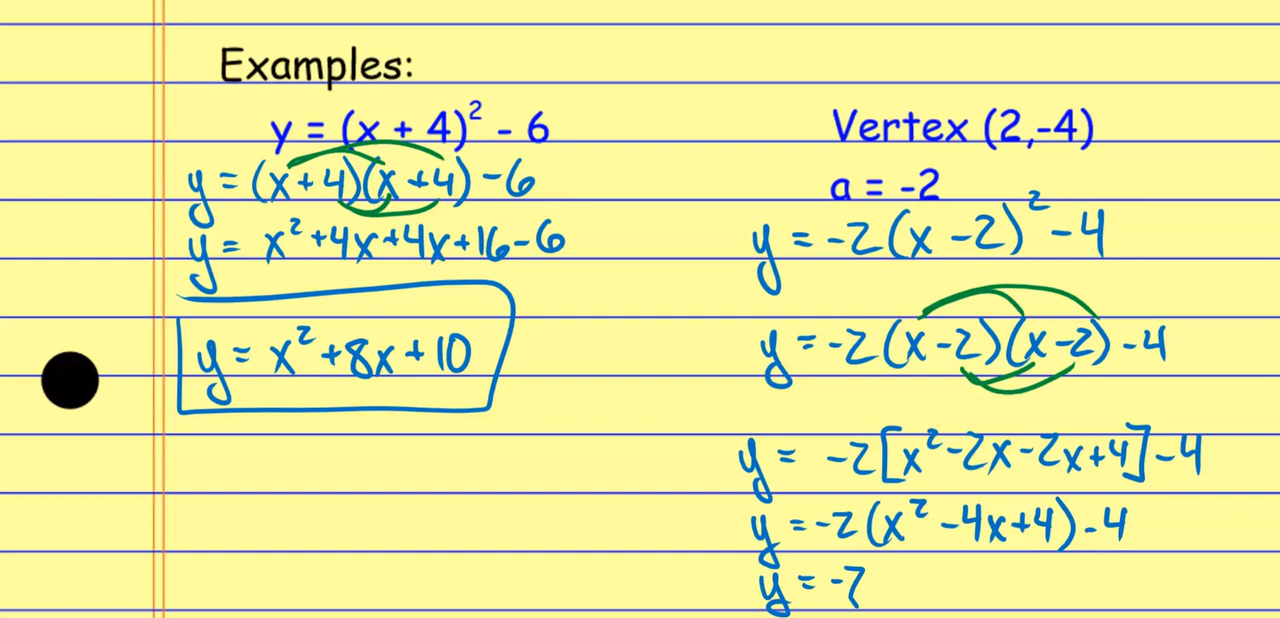 Examples:
y = (x + 4)² - 6
y = (x+4)(x+4)-6
y = x²+4x+4x+16-6
y = x²+8x+10
Vertex (2,-4)
a = -2
y = -2(x-2)²-4
y = -2(x-2)(x-2)-4
y = -2[x²-2x-2x+4]-4
y = -2(x²-4x+4)-4
y = -2